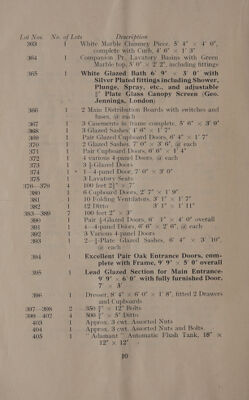 Lot Nos. No. of Lots Description
363 1 White Marble Chimney Piece, 5' 4" × 4' 0", complete with Curb, 4' 0" × 1' 3"
364 1 Companion Pr. Lavatory Basins with Green Marble top, 5' 0" × 2' 2", including fittings
365 1 White Glazed Bath 6' 9" × 3' 0" with
Silver Plated fittings including Shower,
Plunge, Spray, etc., and adjustable
Plate Glass Canopy Screen (Geo.
Jennings, London)
366 1 2 Main Distribution Boards with switches and
fuses, @ each
367 1 3 Casements in frame complete, 5' 6" × 3' 0"
368 1 3 Glazed Sashes, 4' 6" × 1' 7"
369 1 Pair Glazed Cupboard Doors, 6' 4" × 1' 7"
370 1 2 Glazed Sashes, 7' 0" × 3' 6", @ each
371 1 Pair Cupboard Doors, 6' 6" × 1' 4"
372 1 4 various 4-panel Doors, @ each
373 1 3 ½-Glazed Doors
374 1 1 4-panel Door, 7' 0" × 3' 0"
375 1 3 Lavatory Seats
376—379 4 100 feet 2½" × 7"
380 1 6 Cupboard Doors, 2' 7" × 1' 9"
381 1 10 Folding Ventilators, 3' 1" × 1' 7"
382 1 12 Ditto 3' 1" × 1' 11"
383—389 7 100 feet 2" × 3"
390 1 Pair ½-Glazed Doors, 6' 1" × 4' 0" overall
391 1 4 4-panel Doors, 6' 6" × 2' 6", @ each
392 1 3 Various 4-panel Doors
393 2 ½-Plate Glazed Sashes, 6' 4" × 3' 10"
@ each
394 1 Excellent Pair Oak Entrance Doors, complete with Frame, 9' 9" × 5' 0" overall
395 1 Lead Glazed Section for Main Entrance
9' 9" × 6' 0" with fully furnished Door,
7' × 3'
396 1 Dresser, 8' 4" × 6' 0" × 1' 8", fitted 2 Drawers
and Cupboards
397—398 2 350
399—402 4 500 Ditto
403 1 Approx. 3 cwt. Assorted Nuts
404 1 Approx. 3 cwt. Assorted Nuts and Bolts.
405 1 "Adamant" Automatic Flush Tank, 18" ×
12" × 12"
10